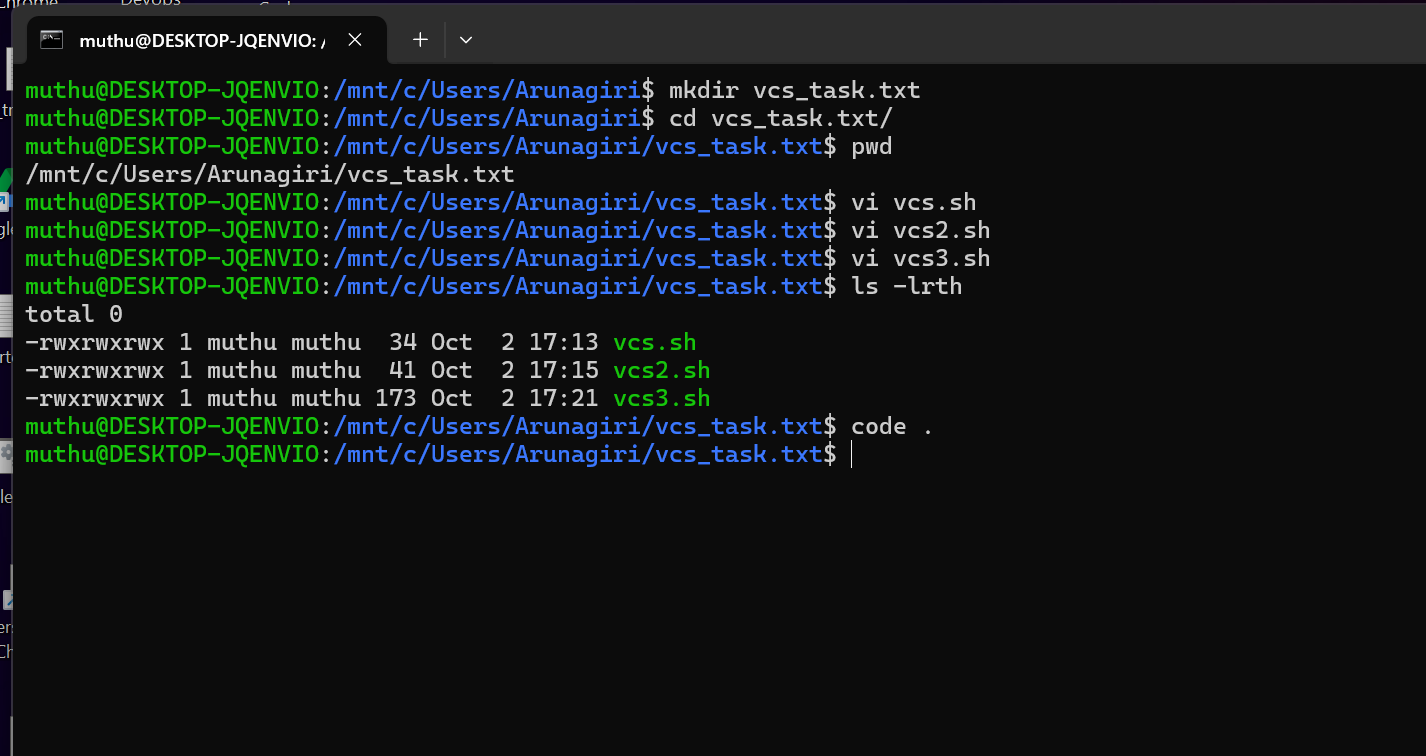 Chrome
DevOps
muthu@DESKTOP-JQENVIO: /
muthu@DESKTOP-JQENVIO:/mnt/c/Users/Arunagiri$ mkdir vcs_task.txt
muthu@DESKTOP-JQENVIO:/mnt/c/Users/Arunagiri$ cd vcs_task.txt/
muthu@DESKTOP-JQENVIO:/mnt/c/Users/Arunagiri/vcs_task.txt$ pwd
/mnt/c/Users/Arunagiri/vcs_task.txt
muthu@DESKTOP-JQENVIO:/mnt/c/Users/Arunagiri/vcs_task.txt$ vi vcs.sh
muthu@DESKTOP-JQENVIO:/mnt/c/Users/Arunagiri/vcs_task.txt$ vi vcs2.sh
muthu@DESKTOP-JQENVIO:/mnt/c/Users/Arunagiri/vcs_task.txt$ vi vcs3.sh
muthu@DESKTOP-JQENVIO:/mnt/c/Users/Arunagiri/vcs_task.txt$ ls -lrth
total 0
-rwxrwxrwx 1 muthu muthu  34 Oct  2 17:13 vcs.sh
-rwxrwxrwx 1 muthu muthu  41 Oct  2 17:15 vcs2.sh
-rwxrwxrwx 1 muthu muthu 173 Oct  2 17:21 vcs3.sh
muthu@DESKTOP-JQENVIO:/mnt/c/Users/Arunagiri/vcs_task.txt$ code .
muthu@DESKTOP-JQENVIO:/mnt/c/Users/Arunagiri/vcs_task.txt$